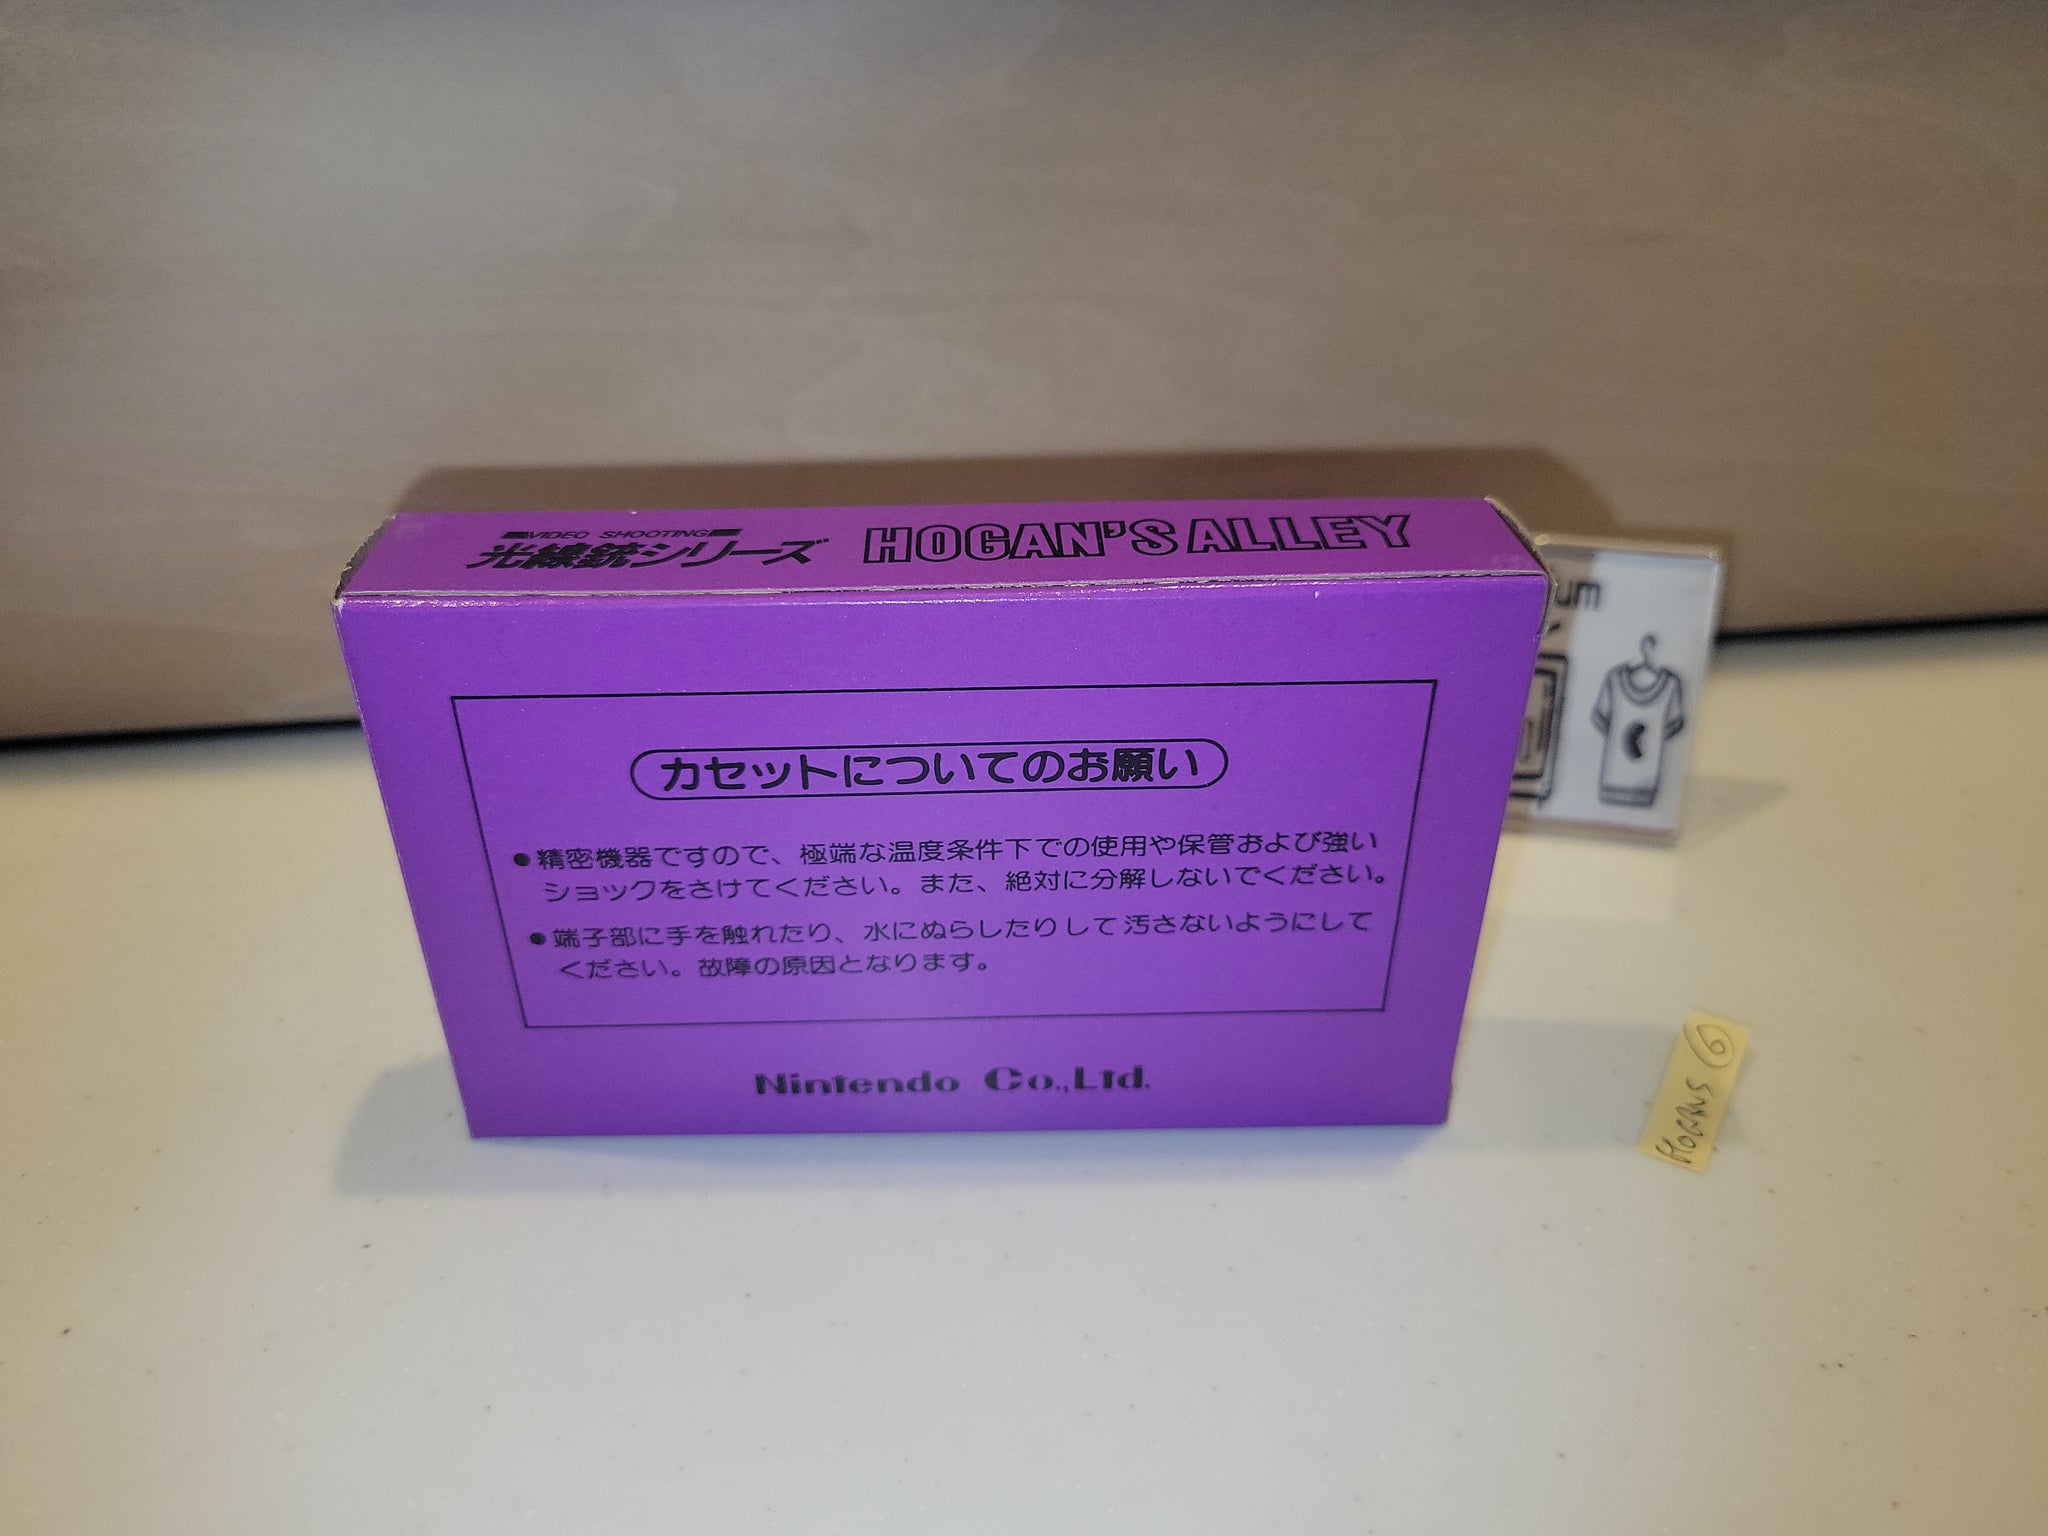 VIDEO SHOOTING
光線銃シリーズ HOGAN'S ALLEY
カセットについてのお願い
●精密機器ですので、極端な温度条件下での使用や保管および強い
ショックをさけてください。また、絶対に分解しないでください。
●端子部に手を触れたり、水にぬらしたりして汚さないようにして
ください。故障の原因となります。
Nintendo Co.,Ltd.
um
HOGANS 6